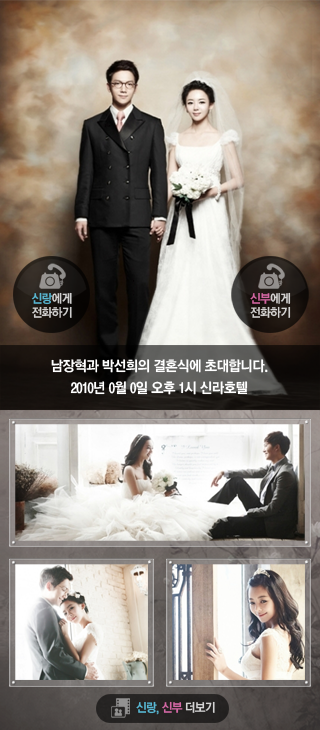 신랑에게
전화하기
신부에게
전화하기
남장혁과 박선희의 결혼식에 초대합니다.
2010년 0월 0일 오후 1시 신라호텔
신랑, 신부 더보기